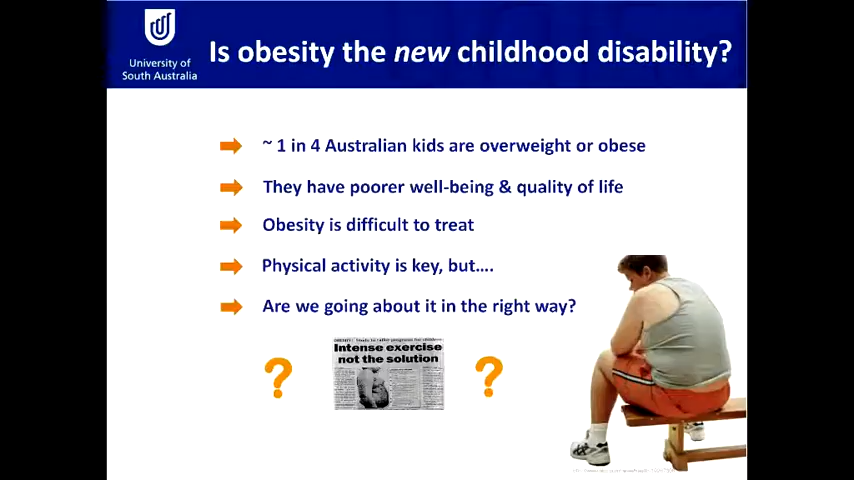 University of
South Australia
Is obesity the new childhood disability?
~ 1 in 4 Australian kids are overweight or obese
They have poorer well-being & quality of life
Obesity is difficult to treat
Physical activity is key, but....
Are we going about it in the right way?
?
Intense exercise
not the solution
?